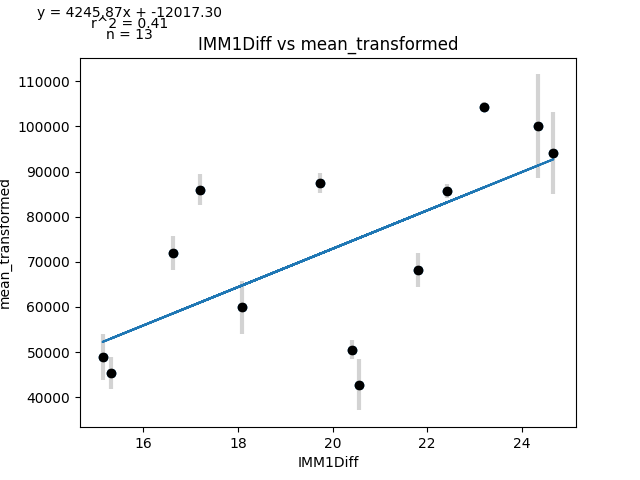 y = 4245.87x + -12017.30
r^2 = 0.41
n = 13
IMM1Diff vs mean_transformed
110000
100000
90000
80000
70000
60000
50000
40000
mean_transformed
16 18 20 22 24
IMM1Diff